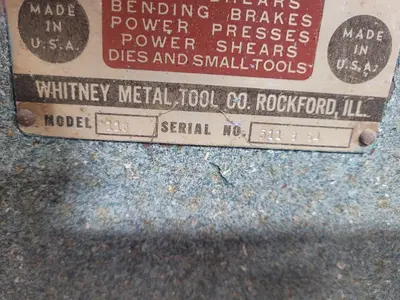 MADE IN U.S.A.
BENDING BRAKES
POWER PRESSES
POWER SHEARS
DIES AND SMALL TOOLS
MADE IN U.S.A.
WHITNEY METAL TOOL CO. ROCKFORD, ILL.
MODEL SERIAL NO.